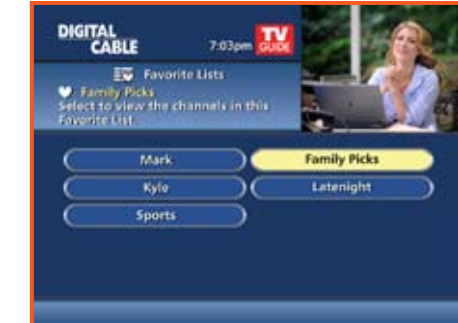 DIGITAL
CABLE
7:03pm
TV
GUIDE
Favorite Lists
Family Picks
Select to view the channels in this
Favorite List.
Mark
Family Picks
Kyle
Latenight
Sports